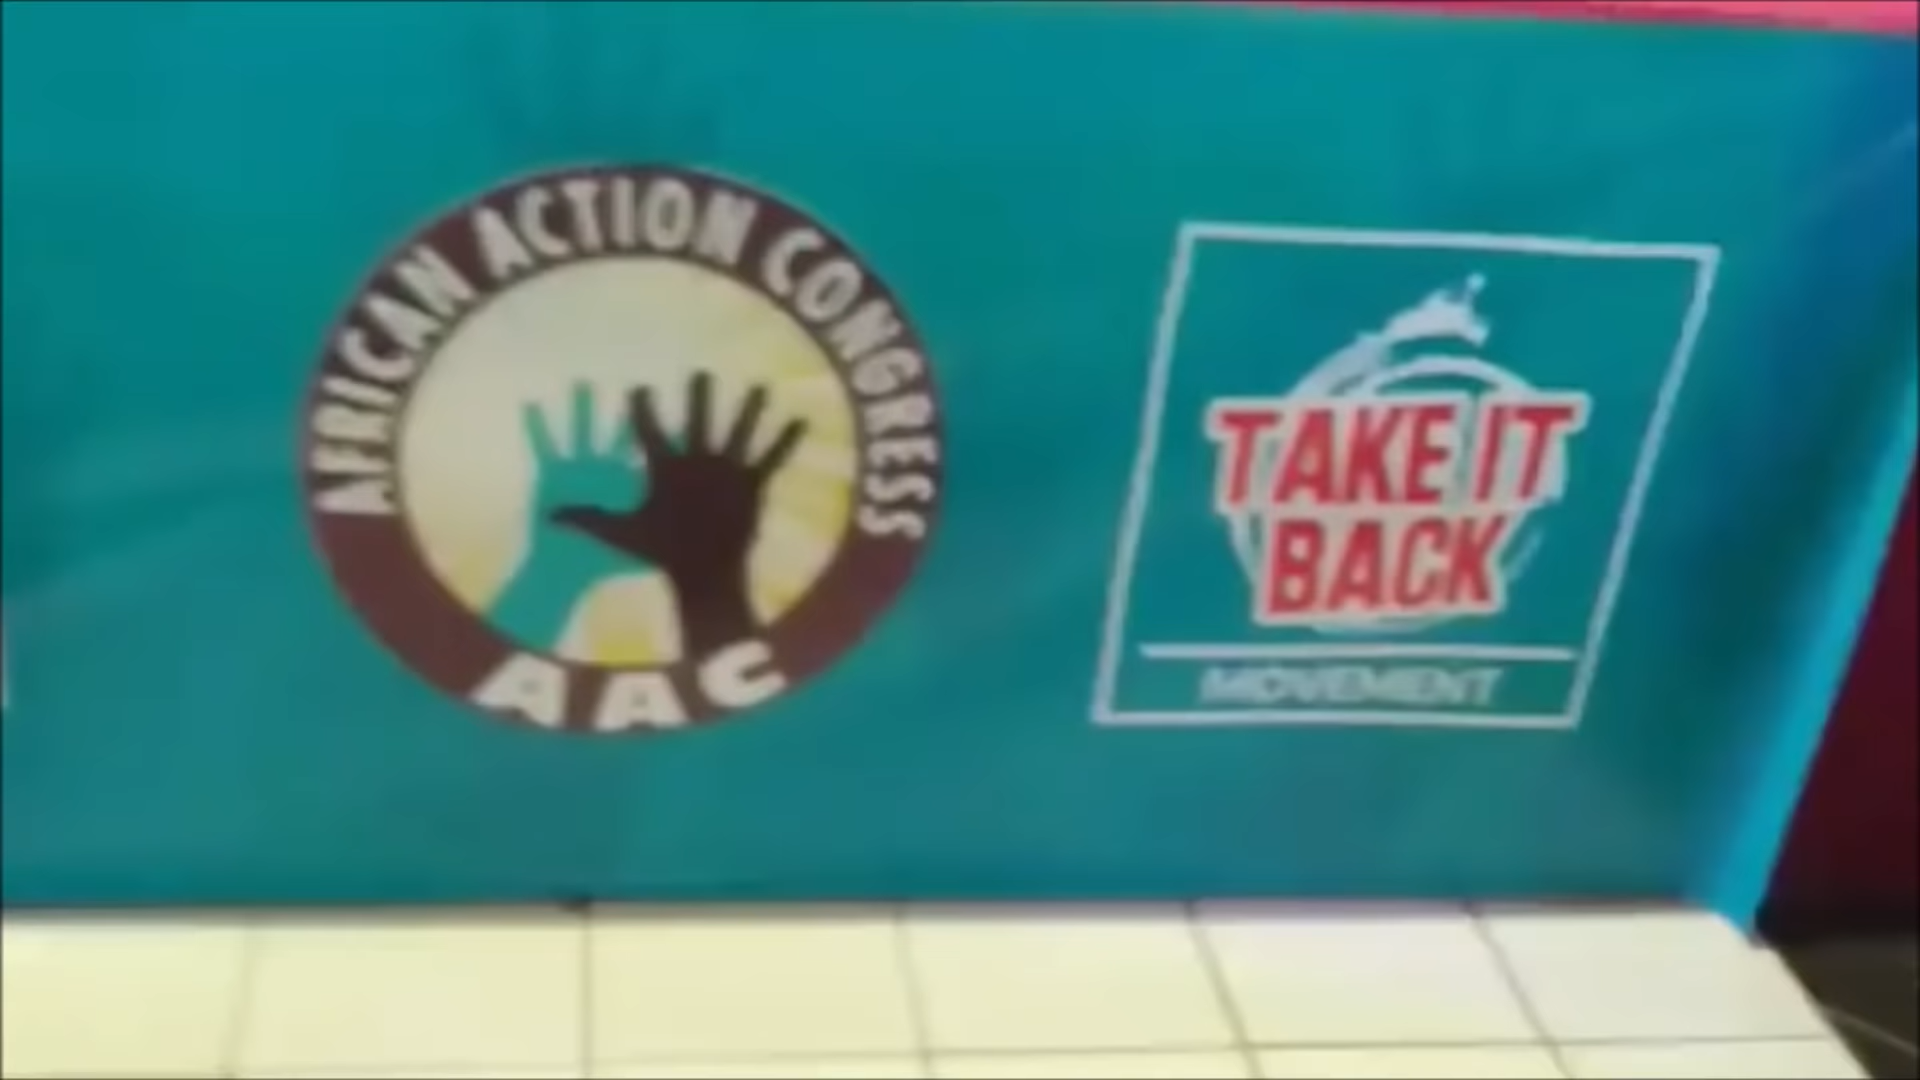 AFRICAN ACTION CONGRESS
AAC
TAKE IT
BACK
MOVEMENT